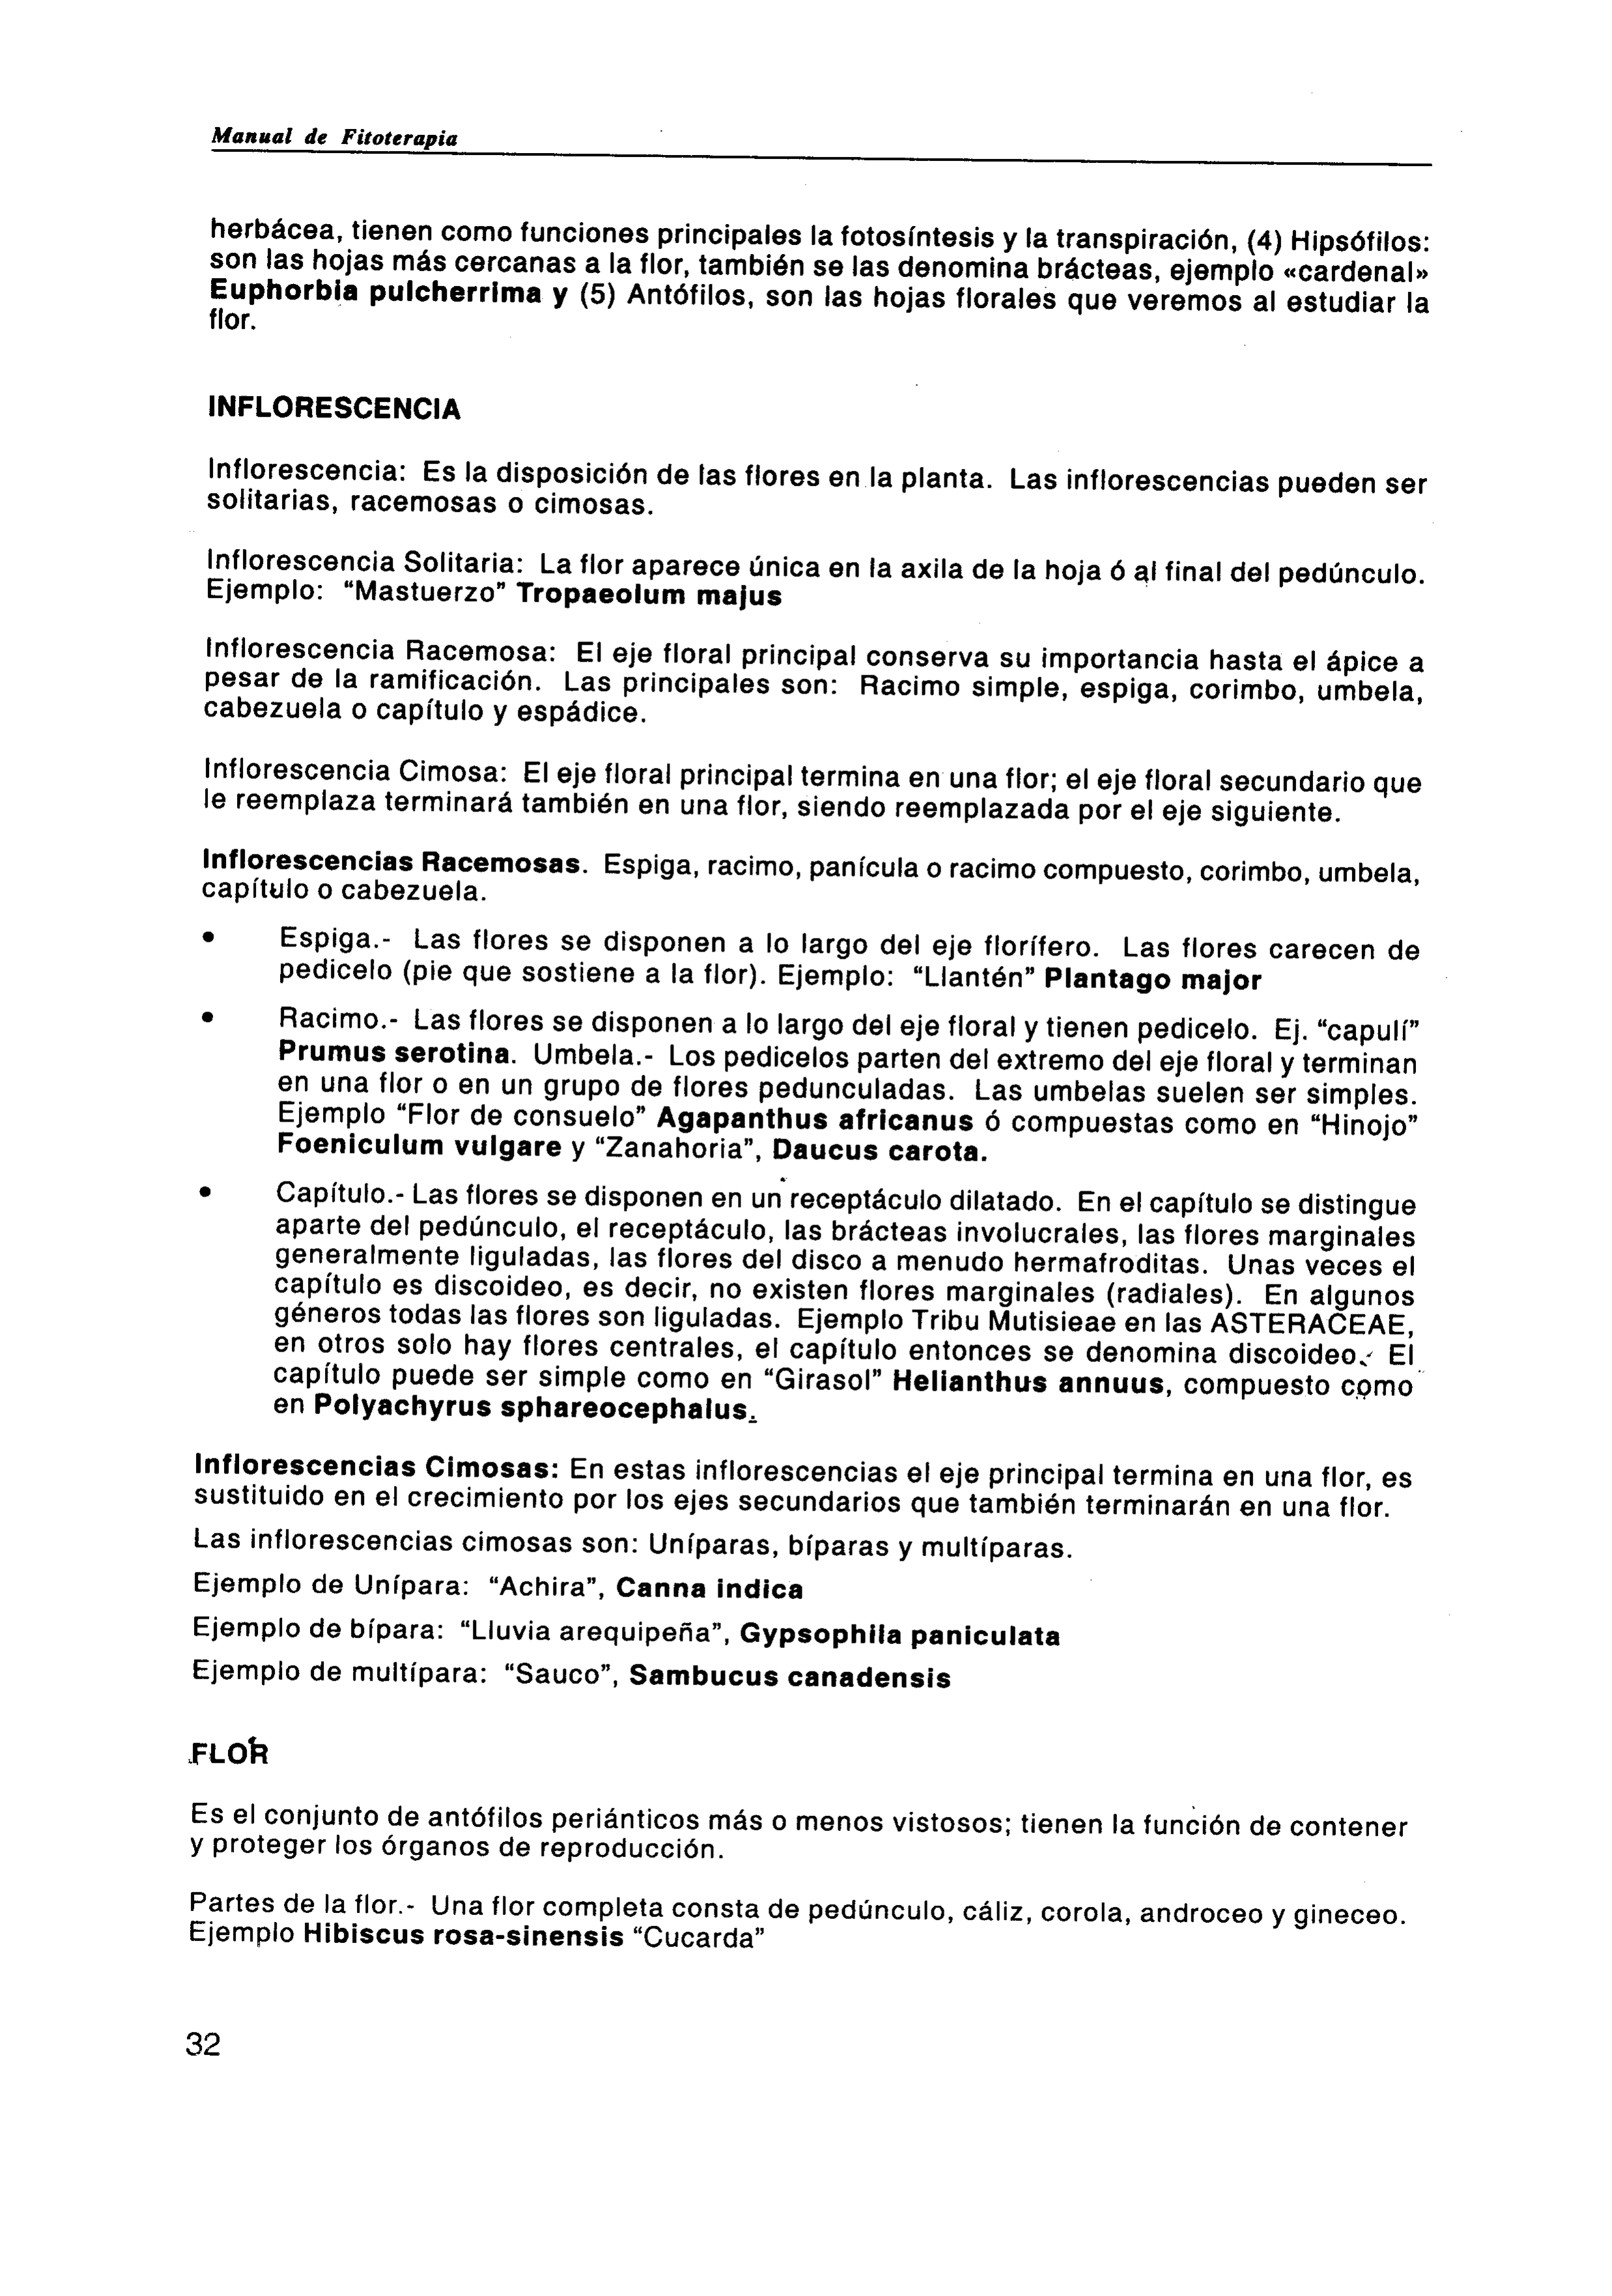 Manual de Fitoterapia
herbácea, tienen como funciones principales la fotosíntesis y la transpiración, (4) Hipsófilos:
son las hojas más cercanas a la flor, también se las denomina brácteas, ejemplo «cardenal»
Euphorbia pulcherrima y (5) Antófilos, son las hojas florales que veremos al estudiar la
flor.
INFLORESCENCIA
Inflorescencia: Es la disposición de las flores en la planta. Las inflorescencias pueden ser
solitarias, racemosas o cimosas.
Inflorescencia Solitaria: La flor aparece única en la axila de la hoja ó al final del pedúnculo.
Ejemplo: “Mastuerzo” Tropaeolum majus
Inflorescencia Racemosa: El eje floral principal conserva su importancia hasta el ápice a
pesar de la ramificación. Las principales son: Racimo simple, espiga, corimbo, umbela,
cabezuela o capítulo y espádice.
Inflorescencia Cimosa: El eje floral principal termina en una flor; el eje floral secundario que
le reemplaza terminará también en una flor, siendo reemplazada por el eje siguiente.
Inflorescencias Racemosas. Espiga, racimo, panícula o racimo compuesto, corimbo, umbela,
capítulo o cabezuela.
• Espiga.- Las flores se disponen a lo largo del eje florífero. Las flores carecen de
pedicelo (pie que sostiene a la flor). Ejemplo: “Llantén” Plantago major
• Racimo.- Las flores se disponen a lo largo del eje floral y tienen pedicelo. Ej. “capulí”
Prumus serotina. Umbela.- Los pedicelos parten del extremo del eje floral y terminan
en una flor o en un grupo de flores pedunculadas. Las umbelas suelen ser simples.
Ejemplo “Flor de consuelo” Agapanthus africanus ó compuestas como en “Hinojo”
Foeniculum vulgare y “Zanahoria”, Daucus carota.
• Capítulo.- Las flores se disponen en un receptáculo dilatado. En el capítulo se distingue
aparte del pedúnculo, el receptáculo, las brácteas involucrales, las flores marginales
generalmente liguladas, las flores del disco a menudo hermafroditas. Unas veces el
capítulo es discoideo, es decir, no existen flores marginales (radiales). En algunos
géneros todas las flores son liguladas. Ejemplo Tribu Mutisieae en las ASTERACEAE,
en otros solo hay flores centrales, el capítulo entonces se denomina discoideo. El
capítulo puede ser simple como en “Girasol” Helianthus annuus, compuesto como
en Polyachyrus sphareocephalus.
Inflorescencias Cimosas: En estas inflorescencias el eje principal termina en una flor, es
sustituido en el crecimiento por los ejes secundarios que también terminarán en una flor.
Las inflorescencias cimosas son: Uníparas, bíparas y multíparas.
Ejemplo de Unípara: “Achira”, Canna indica
Ejemplo de bípara: “Lluvia arequipeña”, Gypsophila paniculata
Ejemplo de multípara: “Sauco”, Sambucus canadensis
FLOR
Es el conjunto de antófilos periánticos más o menos vistosos; tienen la función de contener
y proteger los órganos de reproducción.
Partes de la flor.- Una flor completa consta de pedúnculo, cáliz, corola, androceo y gineceo.
Ejemplo Hibiscus rosa-sinensis “Cucarda”
32